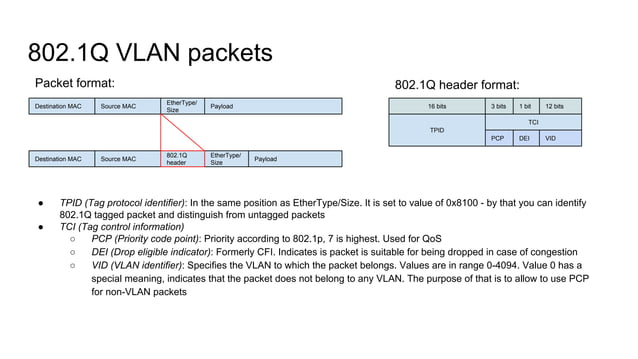 802.1Q VLAN packets
Packet format:
Destination MAC Source MAC EtherType/
Size Payload
Destination MAC Source MAC 802.1Q
header EtherType/
Size Payload
802.1Q header format:
16 bits 3 bits 1 bit 12 bits
TPID TCI
PCP DEI VID
● TPID (Tag protocol identifier): In the same position as EtherType/Size. It is set to value of 0x8100 - by that you can identify
802.1Q tagged packet and distinguish from untagged packets
● TCI (Tag control information)
○ PCP (Priority code point): Priority according to 802.1p, 7 is highest. Used for QoS
○ DEI (Drop eligible indicator): Formerly CFI. Indicates is packet is suitable for being dropped in case of congestion
○ VID (VLAN identifier): Specifies the VLAN to which the packet belongs. Values are in range 0-4094. Value 0 has a
special meaning, indicates that the packet does not belong to any VLAN. The purpose of that is to allow to use PCP
for non-VLAN packets